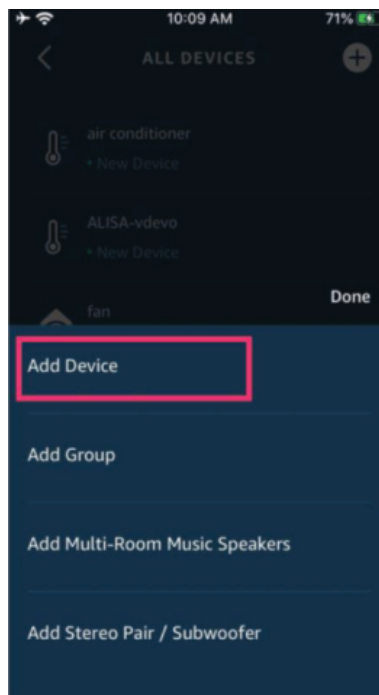 10:09 AM
71%
ALL DEVICES
air conditioner
• New Device
ALISA-vdevo
• New Device
fan
Done
Add Device
Add Group
Add Multi-Room Music Speakers
Add Stereo Pair / Subwoofer